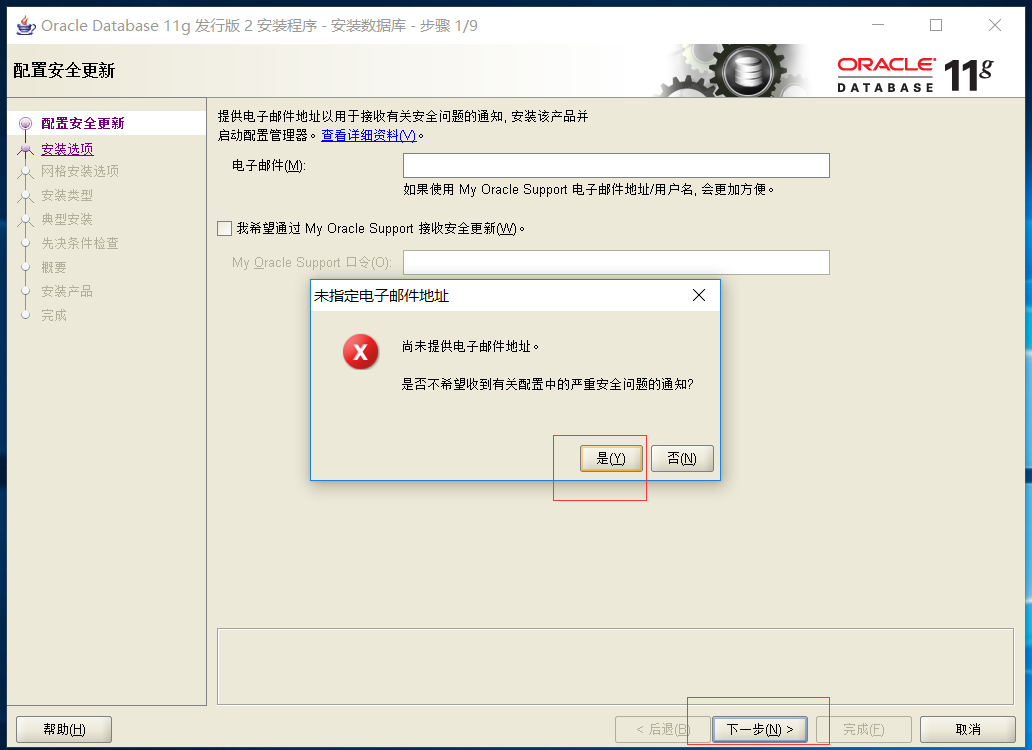 Oracle Database 11g 发行版 2 安装程序 - 安装数据库 - 步骤 1/9
配置安全更新
ORACLE
DATABASE
11g
配置安全更新
安装选项
网格安装选项
安装类型
典型安装
先决条件检查
概要
安装产品
完成
提供电子邮件地址以用于接收有关安全问题的通知, 安装该产品并
启动配置管理器。查看详细资料(V)。
电子邮件(M):
如果使用 My Oracle Support 电子邮件地址/用户名, 会更加方便。
我希望通过 My Oracle Support 接收安全更新(W)。
My Oracle Support 口令(O):
未指定电子邮件地址
尚未提供电子邮件地址。
是否不希望收到有关配置中的严重安全问题的通知?
是(Y)
否(N)
帮助(H)
< 后退(B)
下一步(N) >
完成(F)
取消